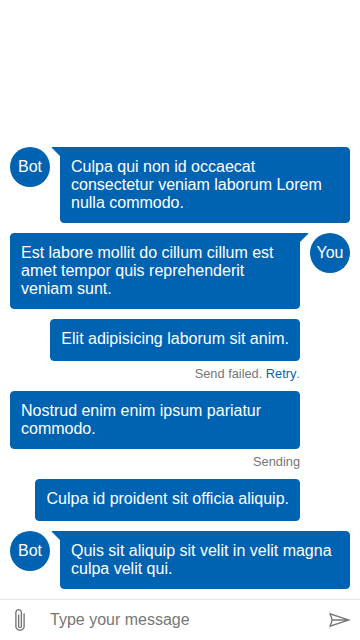 Bot
Culpa qui non id occaecat
consectetur veniam laborum Lorem
nulla commodo.
Est labore mollit do cillum cillum est
amet tempor quis reprehenderit
veniam sunt.
You
Elit adipisicing laborum sit anim.
Send failed. Retry.
Nostrud enim enim ipsum pariatur
commodo.
Sending
Culpa id proident sit officia aliquip.
Bot
Quis sit aliquip sit velit in velit magna
culpa velit qui.
Type your message